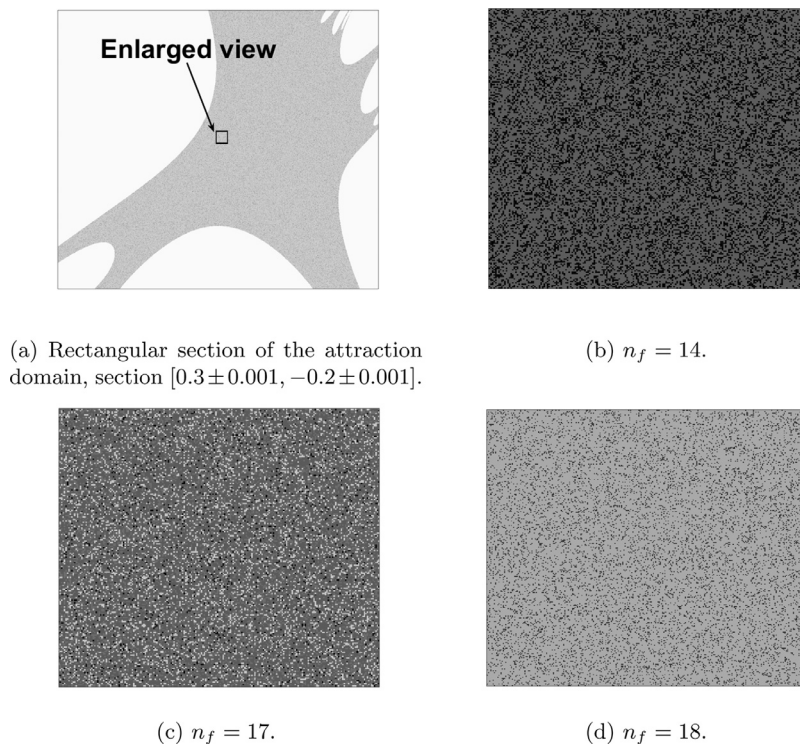 Enlarged view
(a) Rectangular section of the attraction
domain, section [0.3±0.001, −0.2±0.001].
(b) n_f = 14.
(c) n_f = 17.
(d) n_f = 18.